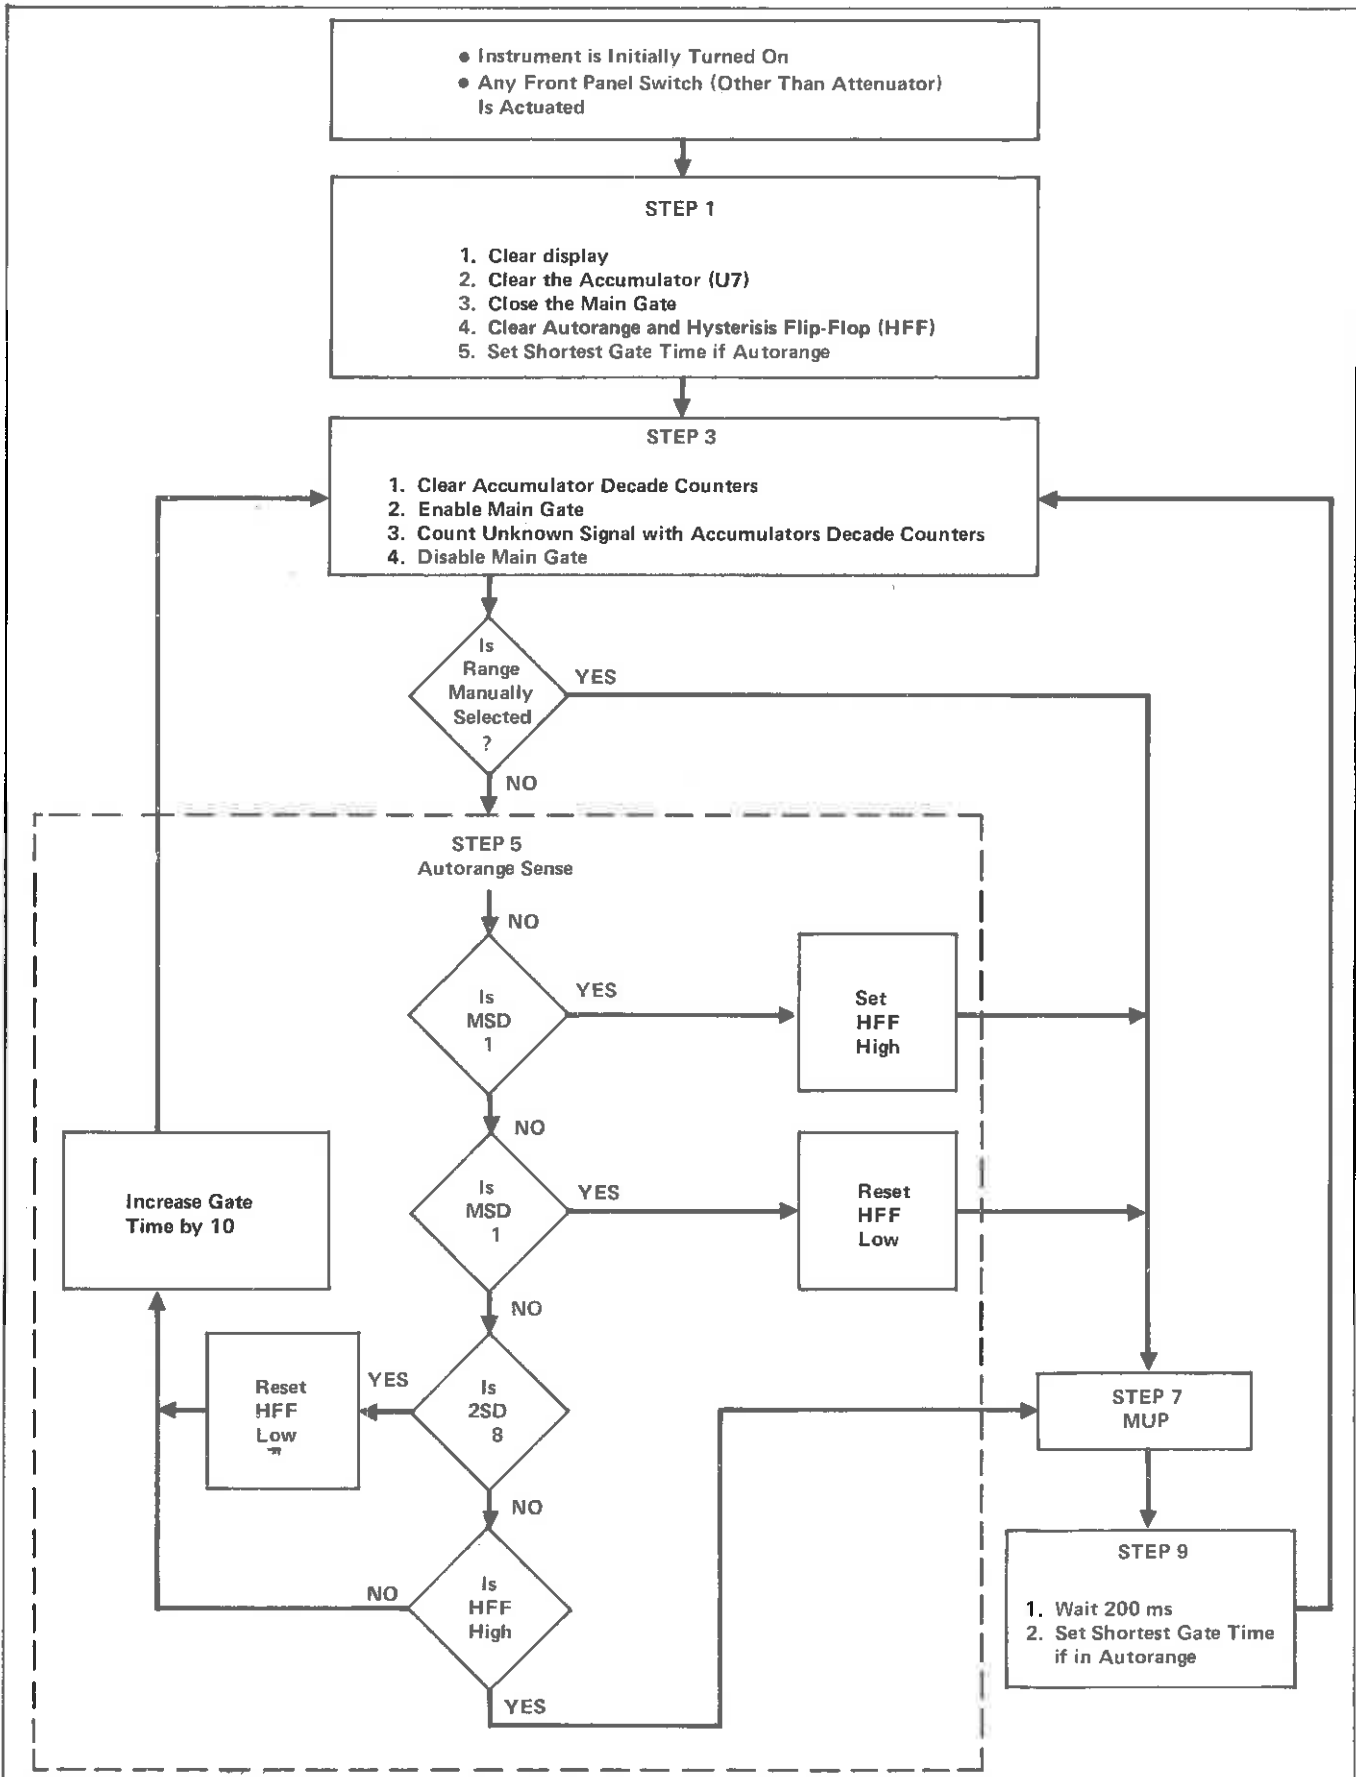 • Instrument is Initially Turned On
• Any Front Panel Switch (Other Than Attenuator)
Is Actuated
STEP 1
1. Clear display
2. Clear the Accumulator (U7)
3. Close the Main Gate
4. Clear Autorange and Hysterisis Flip-Flop (HFF)
5. Set Shortest Gate Time if Autorange
STEP 3
1. Clear Accumulator Decade Counters
2. Enable Main Gate
3. Count Unknown Signal with Accumulators Decade Counters
4. Disable Main Gate
Is
Range
Manually
Selected
?
YES
NO
STEP 5
Autorange Sense
NO
Is
MSD
1
YES
Set
HFF
High
NO
Is
MSD
1
YES
Reset
HFF
Low
Increase Gate
Time by 10
NO
Is
2SD
8
YES
Reset
HFF
Low
STEP 7
MUP
NO
Is
HFF
High
NO
YES
STEP 9
1. Wait 200 ms
2. Set Shortest Gate Time
if in Autorange